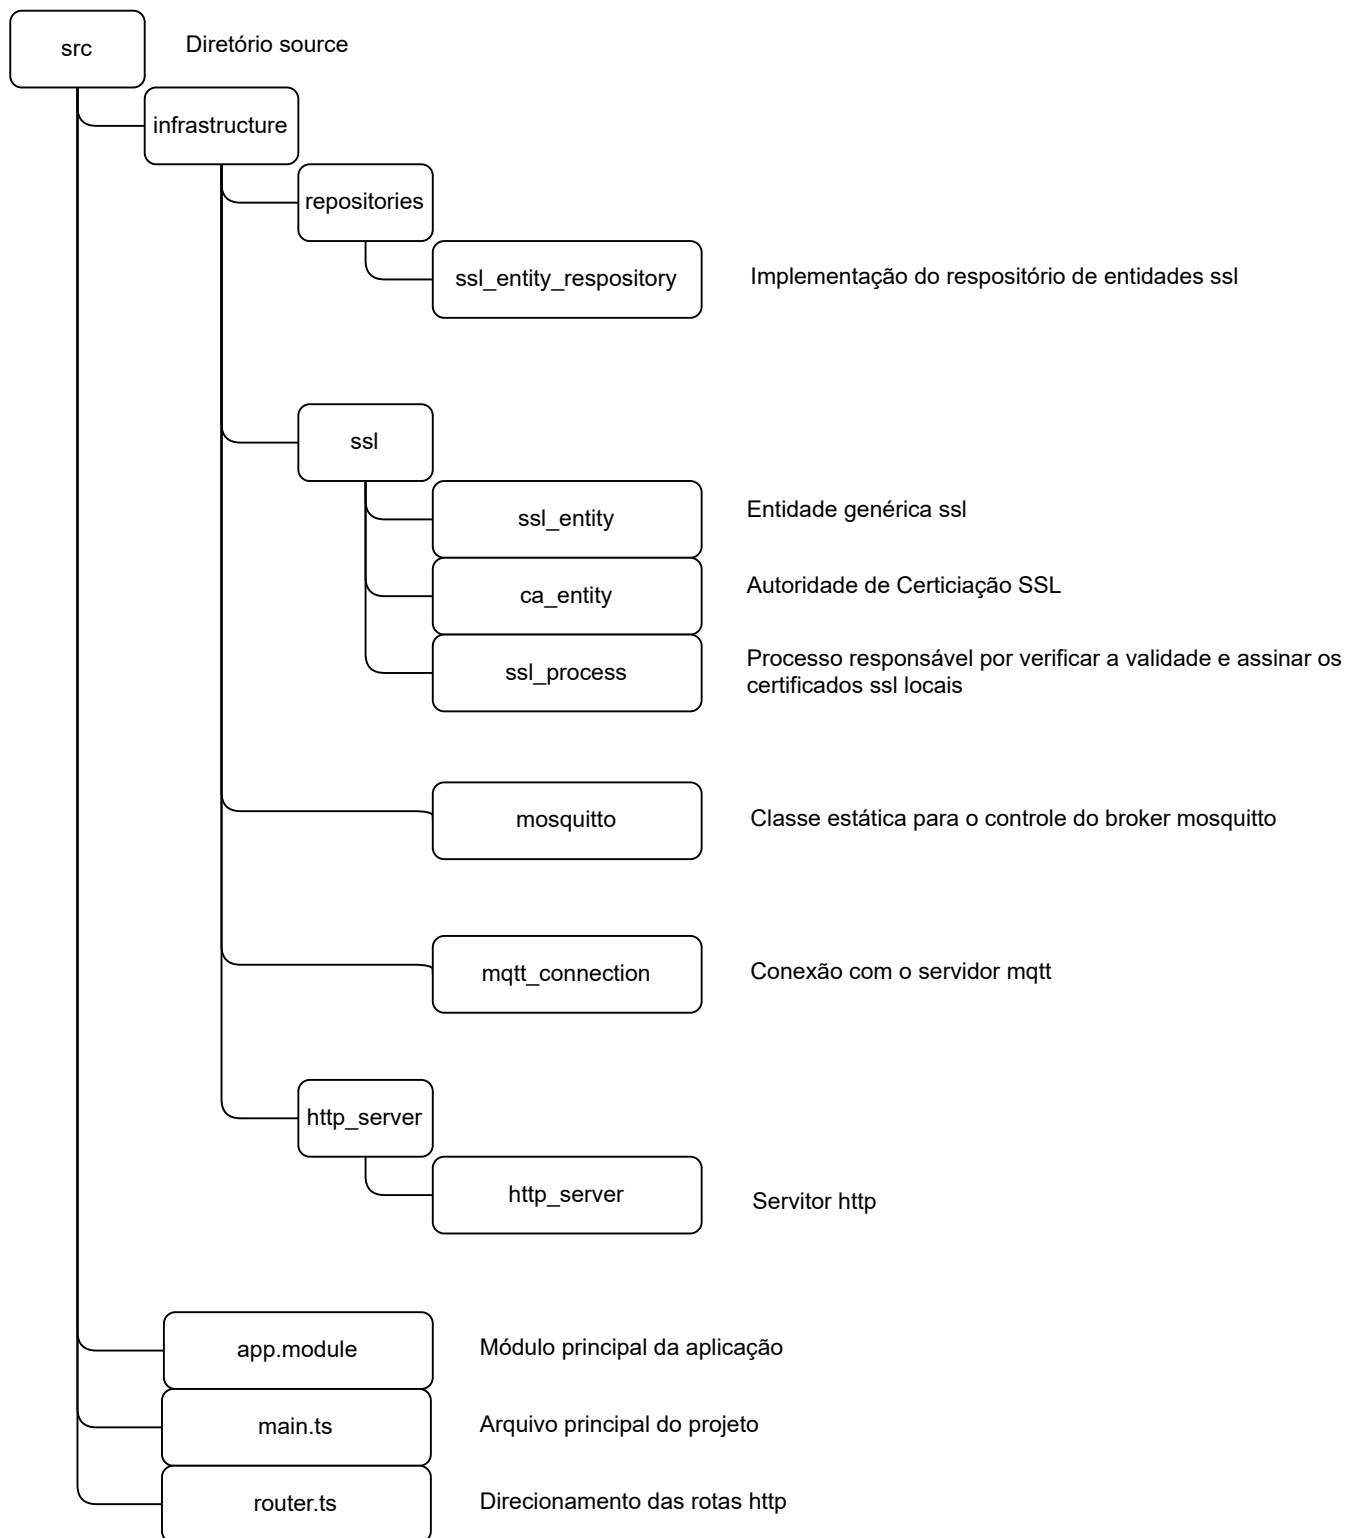 src
Diretório source
infrastructure
repositories
ssl_entity_respository
Implementação do respositório de entidades ssl
ssl
ssl_entity
Entidade genérica ssl
ca_entity
Autoridade de Certiciação SSL
ssl_process
Processo responsável por verificar a validade e assinar os
certificados ssl locais
mosquitto
Classe estática para o controle do broker mosquitto
mqtt_connection
Conexão com o servidor mqtt
http_server
http_server
Servitor http
app.module
Módulo principal da aplicação
main.ts
Arquivo principal do projeto
router.ts
Direcionamento das rotas http